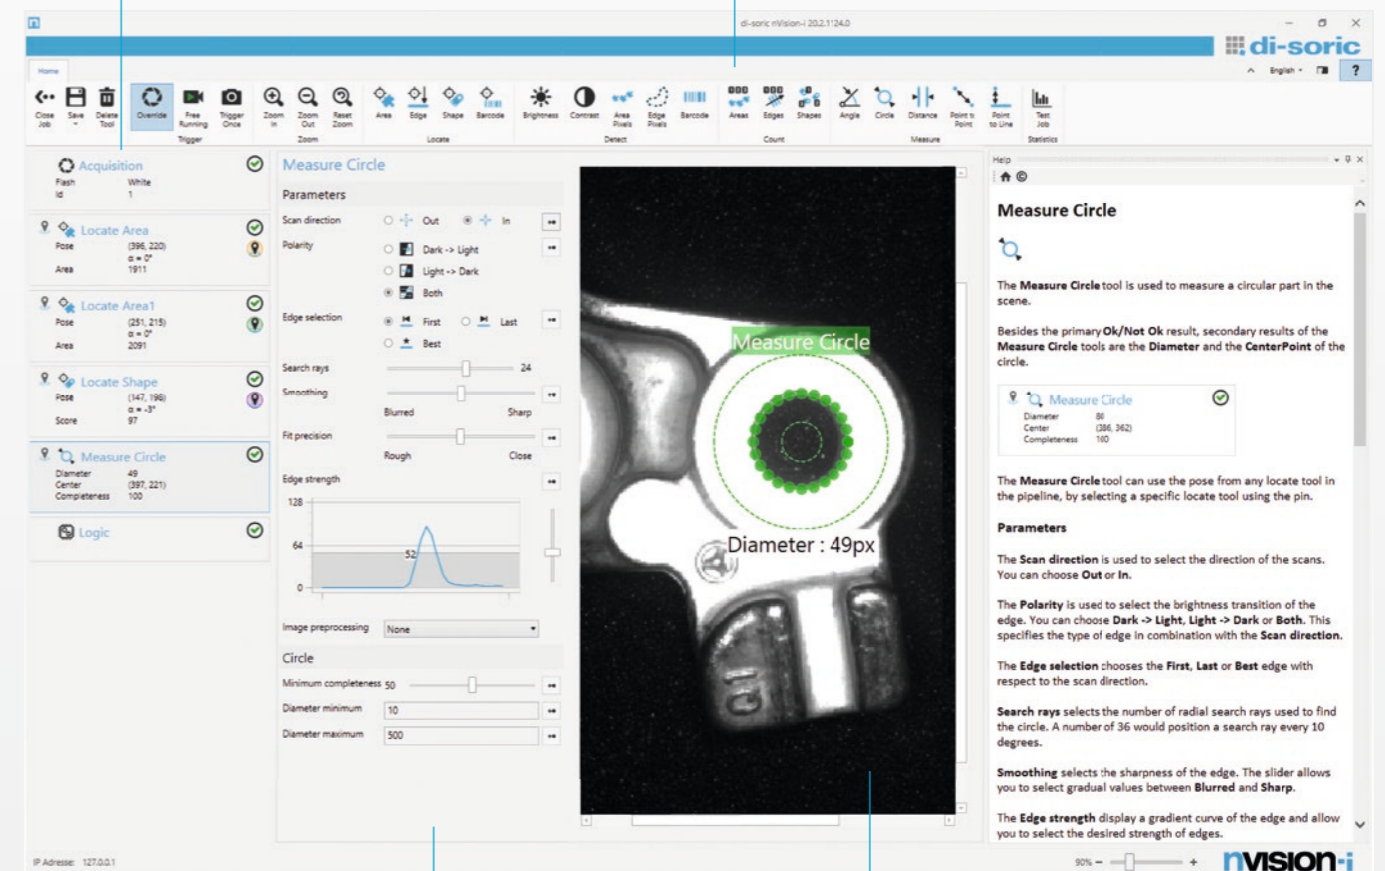 di-soric nVision-i 20.2.1124.0
di-soric
Home
English
?
Close Job
Save
Delete Tool
Override
Free Running
Trigger Once
Zoom In
Zoom Out
Reset Zoom
Area
Edge
Shape
Barcode
Brightness
Contrast
Area Pixels
Edge Pixels
Barcode
Areas
Edges
Shapes
Angle
Circle
Distance
Point to Point
Point to Line
Test Job
Trigger
Zoom
Locate
Detect
Count
Measure
Statistics
Acquisition
Flash White
Id 1
Locate Area
Pose (396, 220)
α = 0°
Area 1911
Locate Area1
Pose (251, 215)
α = 0°
Area 2091
Locate Shape
Pose (147, 198)
α = -3°
Score 97
Measure Circle
Diameter 49
Center (397, 221)
Completeness 100
Logic
Measure Circle
Parameters
Scan direction Out In
Polarity Dark -> Light
Light -> Dark
Both
Edge selection First Last
Best
Search rays 24
Smoothing
Blurred Sharp
Fit precision
Rough Close
Edge strength
128
64
52
0
Image preprocessing None
Circle
Minimum completeness 50
Diameter minimum 10
Diameter maximum 500
Measure Circle
Diameter : 49px
QI
Help
Measure Circle
The Measure Circle tool is used to measure a circular part in the
scene.
Besides the primary Ok/Not Ok result, secondary results of the
Measure Circle tools are the Diameter and the CenterPoint of the
circle.
Measure Circle
Diameter 88
Center (386, 362)
Completeness 100
The Measure Circle tool can use the pose from any locate tool in
the pipeline, by selecting a specific locate tool using the pin.
Parameters
The Scan direction is used to select the direction of the scans.
You can choose Out or In.
The Polarity is used to select the brightness transition of the
edge. You can choose Dark -> Light, Light -> Dark or Both. This
specifies the type of edge in combination with the Scan direction.
The Edge selection chooses the First, Last or Best edge with
respect to the scan direction.
Search rays selects the number of radial search rays used to find
the circle. A number of 36 would position a search ray every 10
degrees.
Smoothing selects the sharpness of the edge. The slider allows
you to select gradual values between Blurred and Sharp.
The Edge strength display a gradient curve of the edge and allow
you to select the desired strength of edges.
IP Adresse: 127.0.0.1
90% - +
nVISION-i